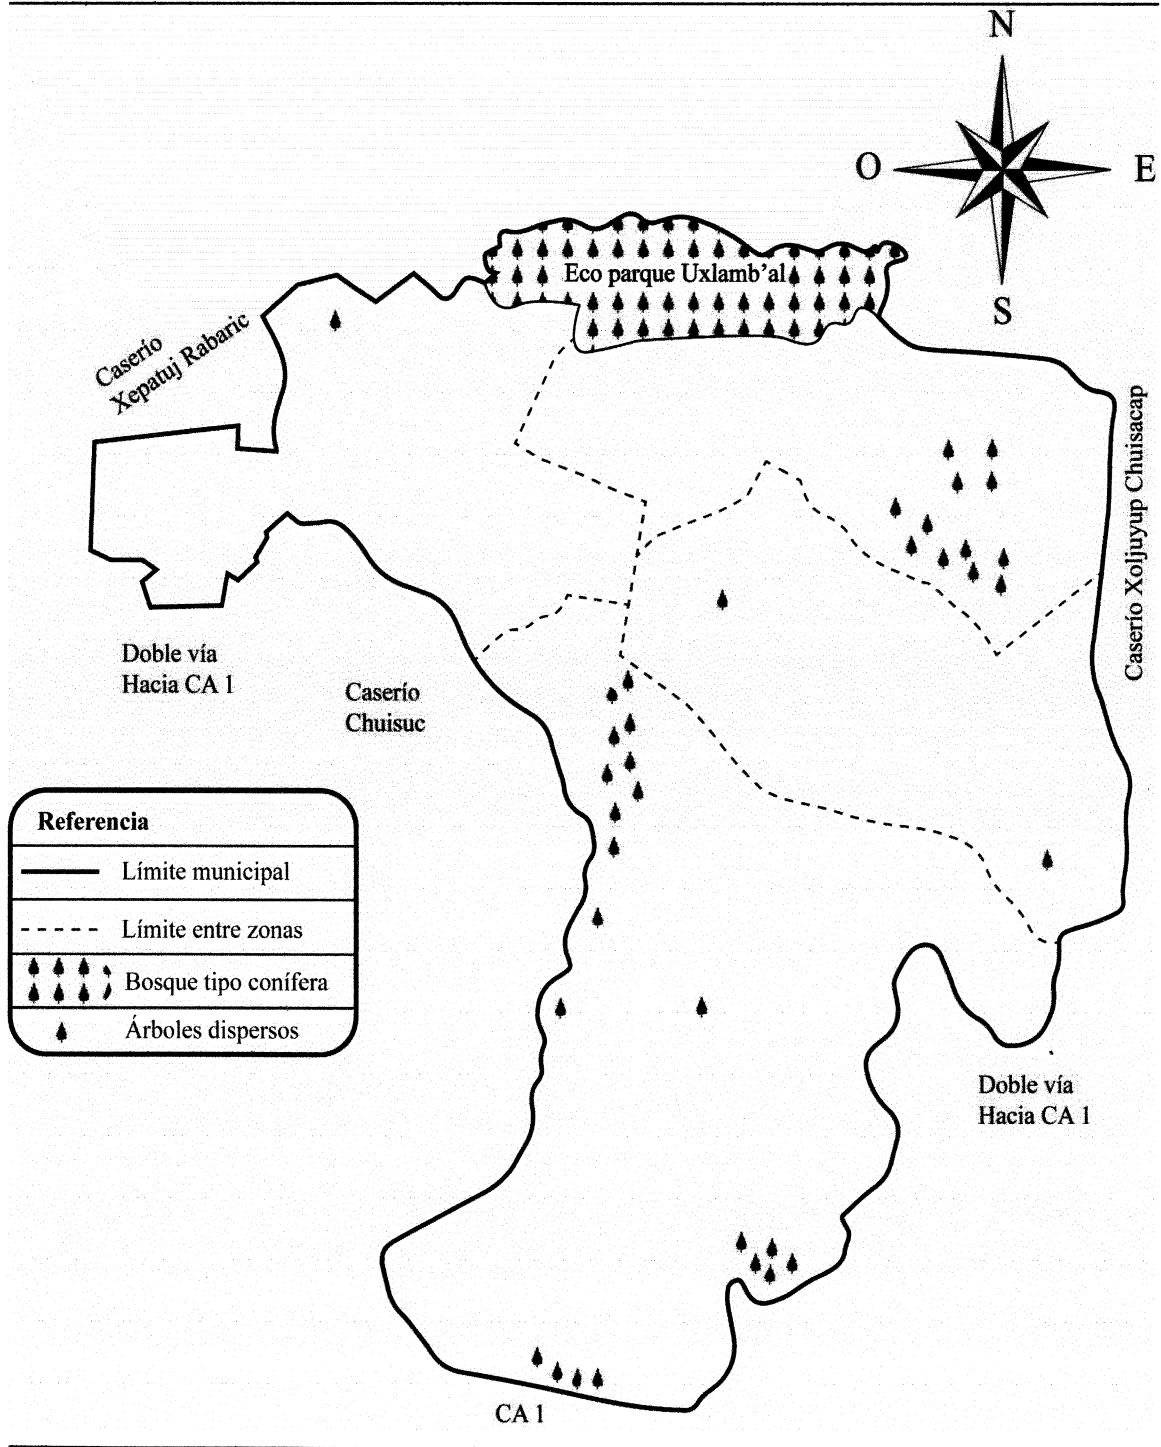 N
O
E
S
Eco parque Uxlamb'al
Caserío
Xepatuj Rabaric
Caserío Xoljuyup Chuisacap
Doble vía
Hacia CA 1
Caserío
Chuisuc
Referencia
Límite municipal
Límite entre zonas
Bosque tipo conífera
Árboles dispersos
Doble vía
Hacia CA 1
CA 1